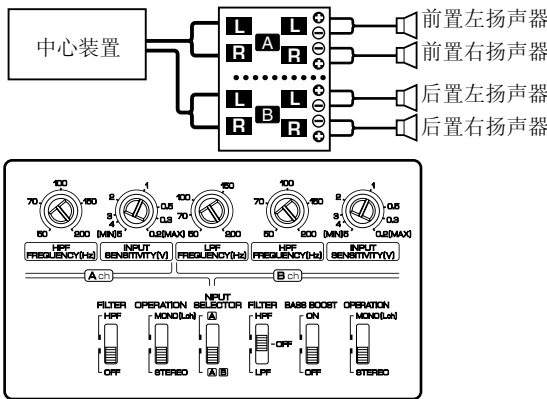 中心装置
L
R
A
L
R
前置左扬声器
前置右扬声器
L
R
B
L
R
后置左扬声器
后置右扬声器
50 70 100 150 200
HPF
FREQUENCY(Hz)
(MIN)5 4 3 2 1 0.5 0.3 0.2(MAX)
INPUT
SENSITIVITY(V)
50 70 100 150 200
LPF
FREQUENCY(Hz)
50 70 100 150 200
HPF
FREQUENCY(Hz)
(MIN)5 4 3 2 1 0.5 0.3 0.2(MAX)
INPUT
SENSITIVITY(V)
A ch
B ch
FILTER
HPF
OFF
OPERATION
MONO(Lch)
STEREO
NPUT
SELECTOR
A
A B
FILTER
HPF
OFF
LPF
BASS BOOST
ON
OFF
OPERATION
MONO(Lch)
STEREO